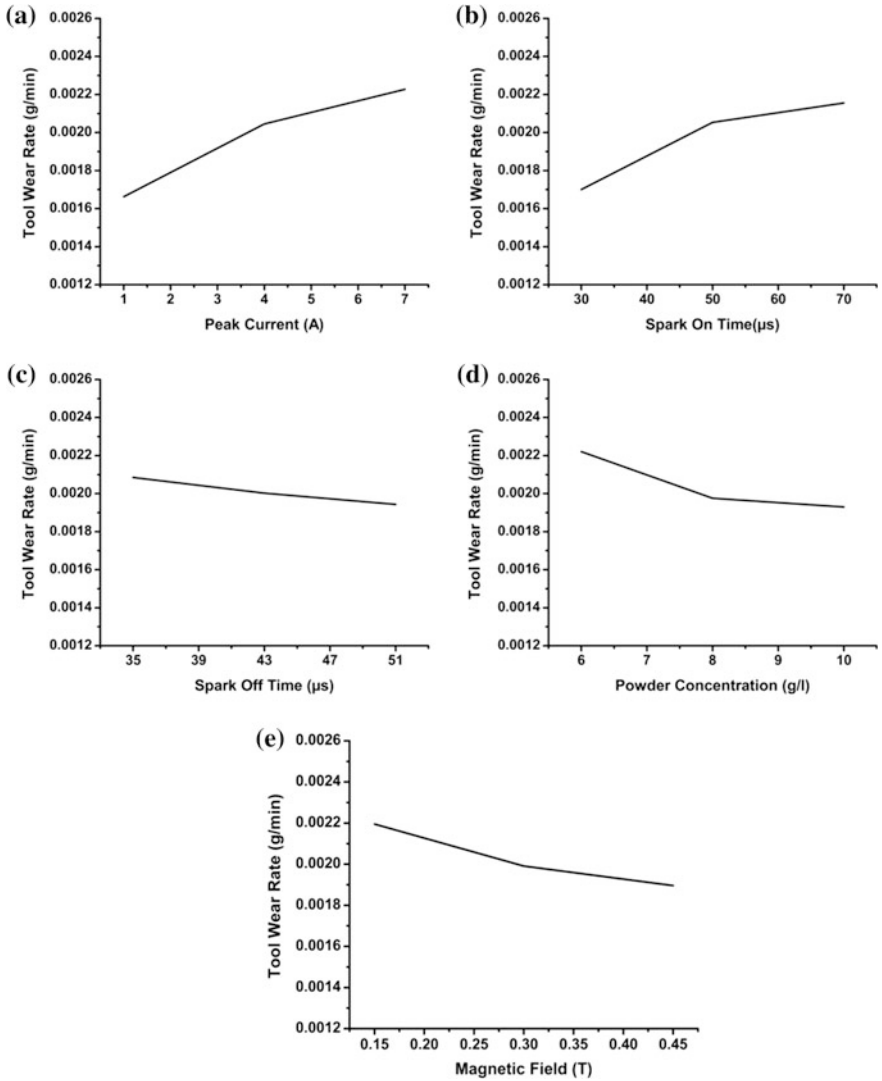 (a)
0.0026
0.0024
0.0022
0.0020
0.0018
0.0016
0.0014
0.0012
Tool Wear Rate (g/min)
1 2 3 4 5 6 7
Peak Current (A)
(b)
0.0026
0.0024
0.0022
0.0020
0.0018
0.0016
0.0014
0.0012
Tool Wear Rate (g/min)
30 40 50 60 70
Spark On Time(µs)
(c)
0.0026
0.0024
0.0022
0.0020
0.0018
0.0016
0.0014
0.0012
Tool Wear Rate (g/min)
35 39 43 47 51
Spark Off Time (µs)
(d)
0.0026
0.0024
0.0022
0.0020
0.0018
0.0016
0.0014
0.0012
Tool Wear Rate (g/min)
6 7 8 9 10
Powder Concentration (g/l)
(e)
0.0026
0.0024
0.0022
0.0020
0.0018
0.0016
0.0014
0.0012
Tool Wear Rate (g/min)
0.15 0.20 0.25 0.30 0.35 0.40 0.45
Magnetic Field (T)